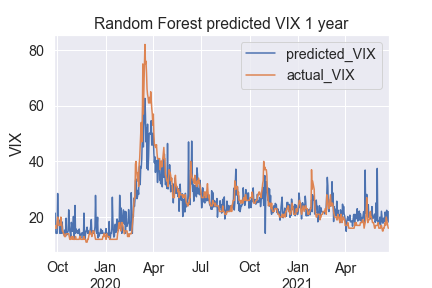 Random Forest predicted VIX 1 year
predicted_VIX
actual_VIX
VIX
80
60
40
20
Oct Jan Apr Jul Oct Jan Apr
2020 2021